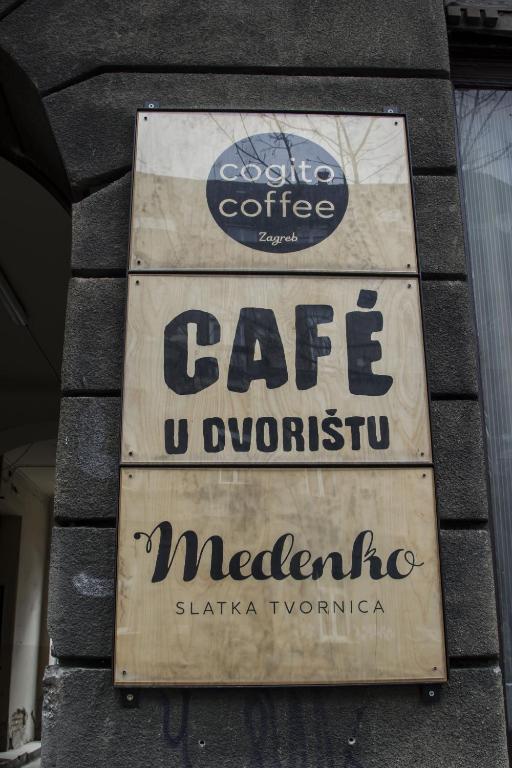 cogito
coffee
Zagreb
CAFÉ
U DVORIŠTU
Medenko
SLATKA TVORNICA